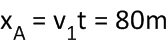 x_A = v_1t = 80m